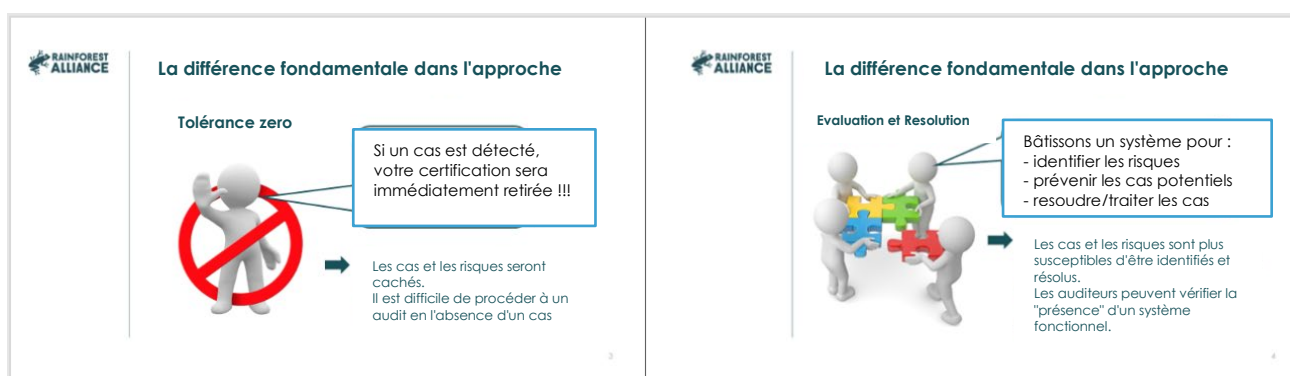 RAINFOREST
ALLIANCE
La différence fondamentale dans l'approche
Tolérance zero
Si un cas est détecté,
votre certification sera
immédiatement retirée !!!
Les cas et les risques seront
cachés.
Il est difficile de procéder à un
audit en l'absence d'un cas
3
RAINFOREST
ALLIANCE
La différence fondamentale dans l'approche
Evaluation et Resolution
Bâtissons un système pour :
- identifier les risques
- prévenir les cas potentiels
- resoudre/traiter les cas
Les cas et les risques sont plus
susceptibles d'être identifiés et
résolus.
Les auditeurs peuvent vérifier la
"présence" d'un système
fonctionnel.
4